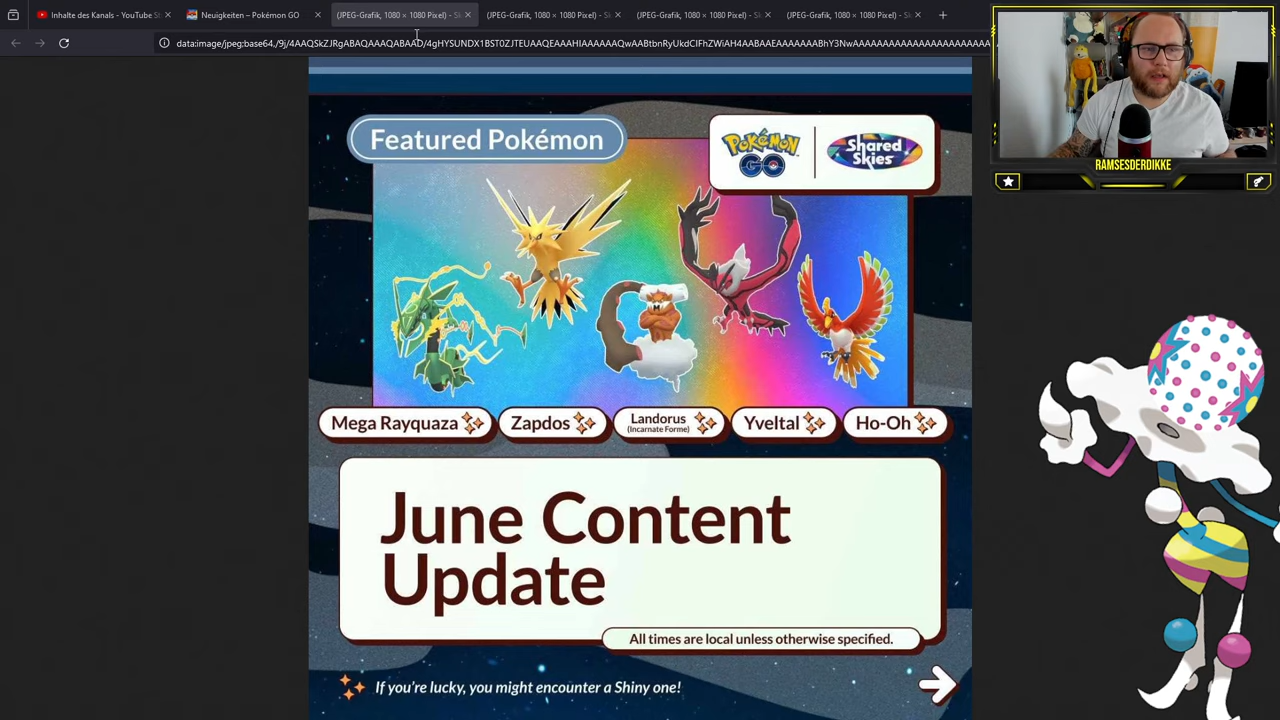 Inhalte des Kanals - YouTube St
Neuigkeiten – Pokémon GO
(JPEG-Grafik, 1080 × 1080 Pixel) – Sk
(JPEG-Grafik, 1080 × 1080 Pixel) – Sk
(JPEG-Grafik, 1080 × 1080 Pixel) – Sk
(JPEG-Grafik, 1080 × 1080 Pixel) – Sk
Featured Pokémon
POKÉMON GO
Shared Skies
RAMSESDERDIKKE
Mega Rayquaza
Zapdos
Landorus
(Incarnate Forme)
Yveltal
Ho-Oh
June Content
Update
All times are local unless otherwise specified.
If you're lucky, you might encounter a Shiny one!